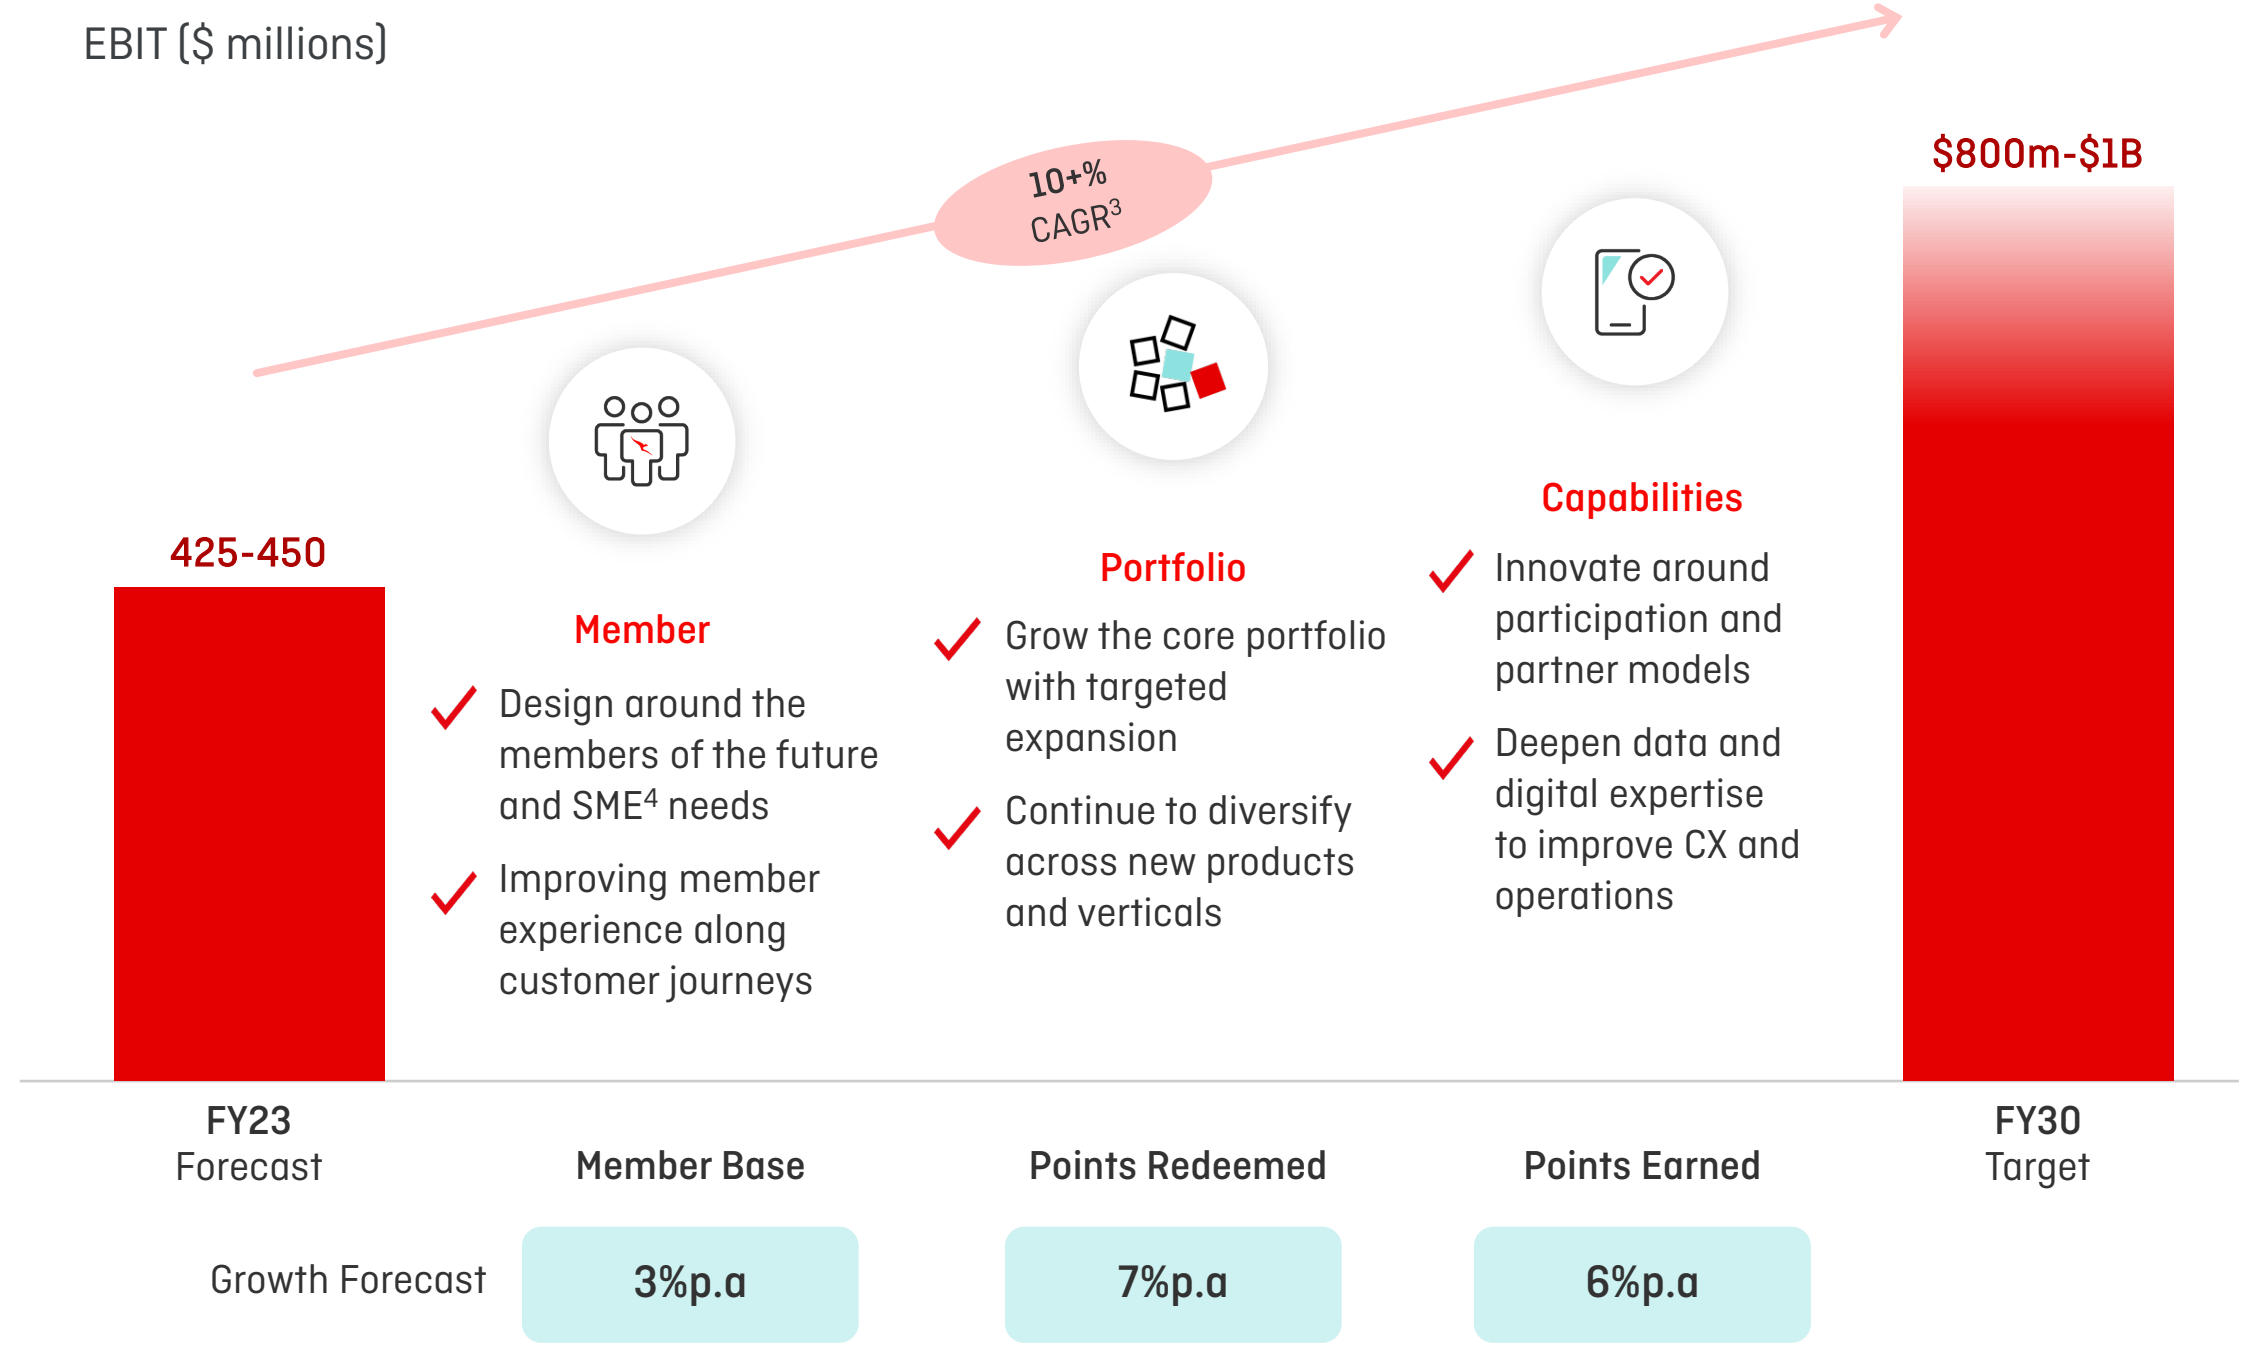 EBIT ($ millions)
10+%
CAGR³
$800m-$1B
425-450
Member
Design around the
members of the future
and SME⁴ needs
Improving member
experience along
customer journeys
Portfolio
Grow the core portfolio
with targeted
expansion
Continue to diversify
across new products
and verticals
Capabilities
Innovate around
participation and
partner models
Deepen data and
digital expertise
to improve CX and
operations
FY23
Forecast
Member Base
Points Redeemed
Points Earned
FY30
Target
Growth Forecast
3%p.a
7%p.a
6%p.a